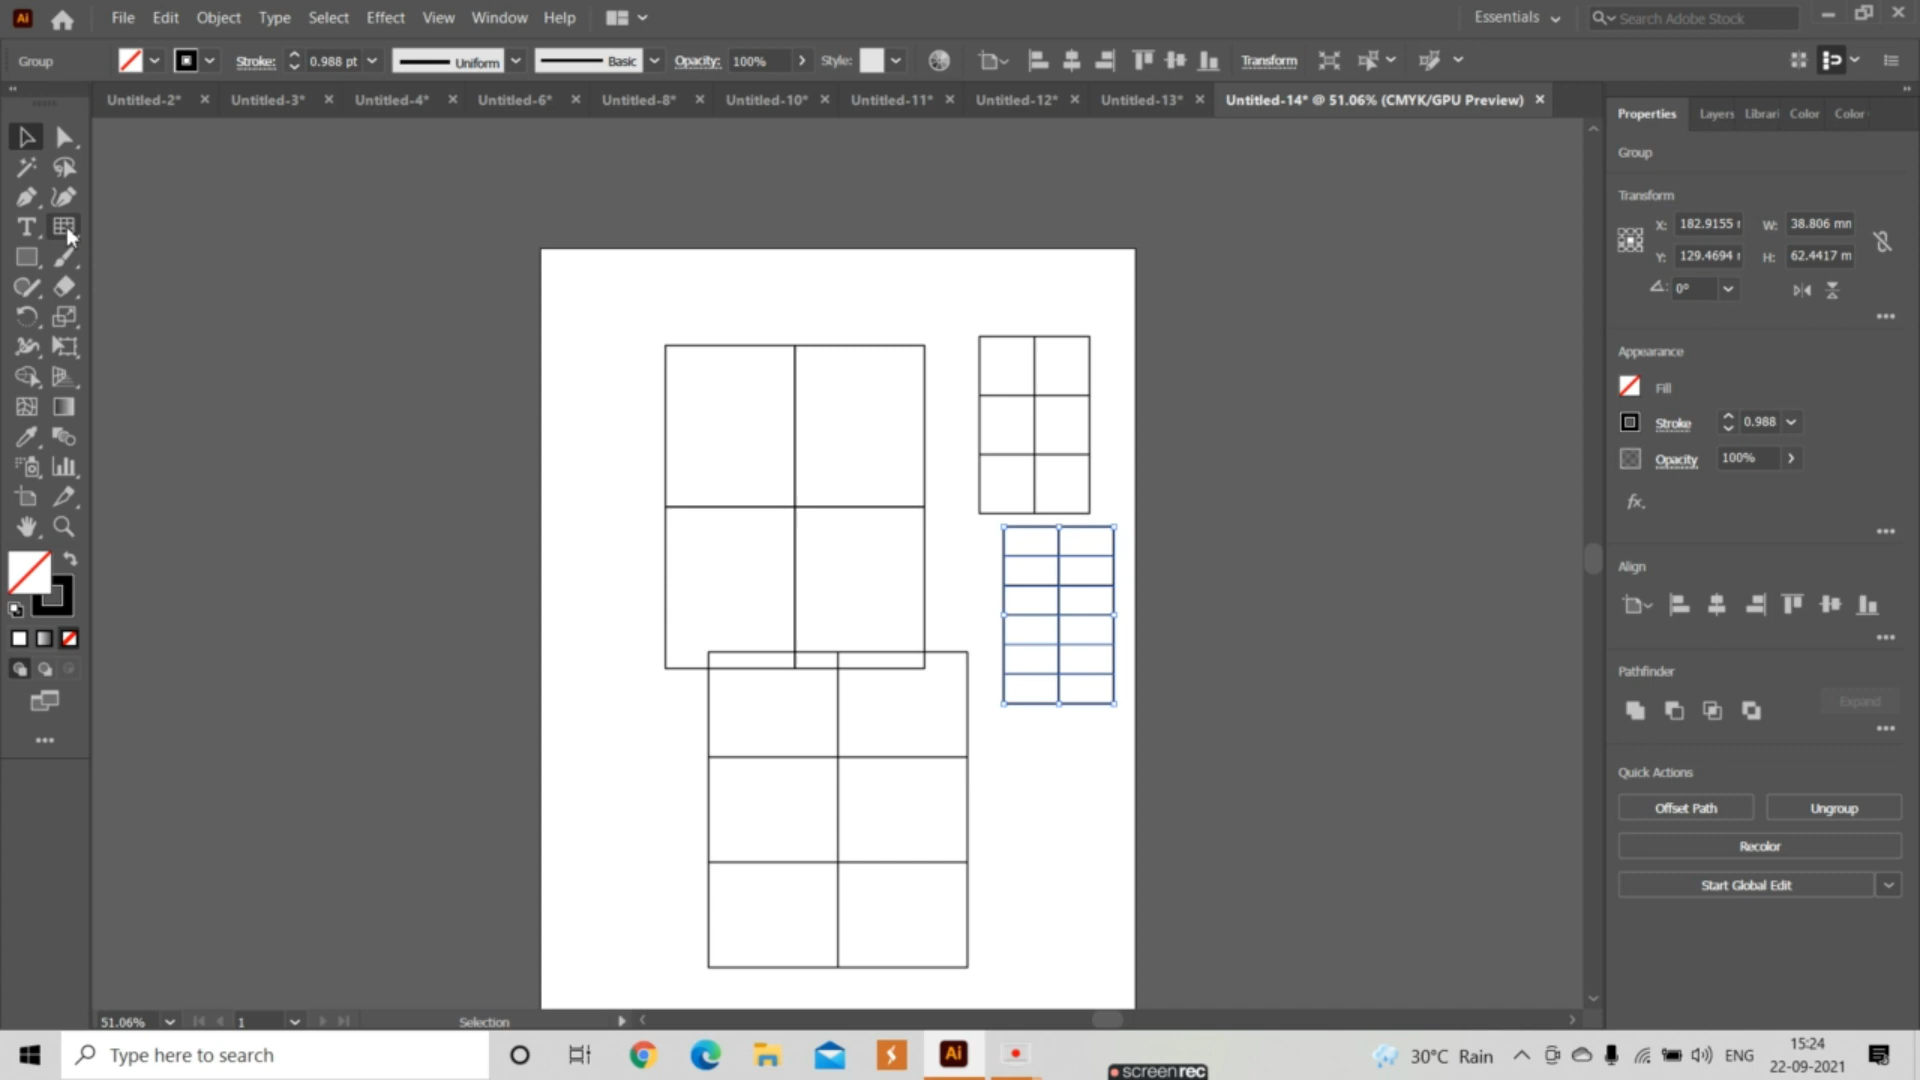 Ai File Edit Object Type Select Effect View Window Help Essentials Search Adobe Stock
Group Stroke: 0.988 pt Uniform Basic Opacity: 100% Style: Transform
Untitled-2* Untitled-3* Untitled-4* Untitled-6* Untitled-8* Untitled-10* Untitled-11* Untitled-12* Untitled-13* Untitled-14* @ 51.06% (CMYK/GPU Preview)
Properties Layers Librari Color Color
Group
Transform
X: 182.9155 W: 38.806 mm
Y: 129.4694 H: 62.4417 m
0°
Appearance
Fill
Stroke 0.988
Opacity 100%
fx.
Align
Pathfinder
Expand
Quick Actions
Offset Path Ungroup
Recolor
Start Global Edit
51.06% 1 Selection
Type here to search Ai 30°C Rain ENG 15:24
22-09-2021
screenrec